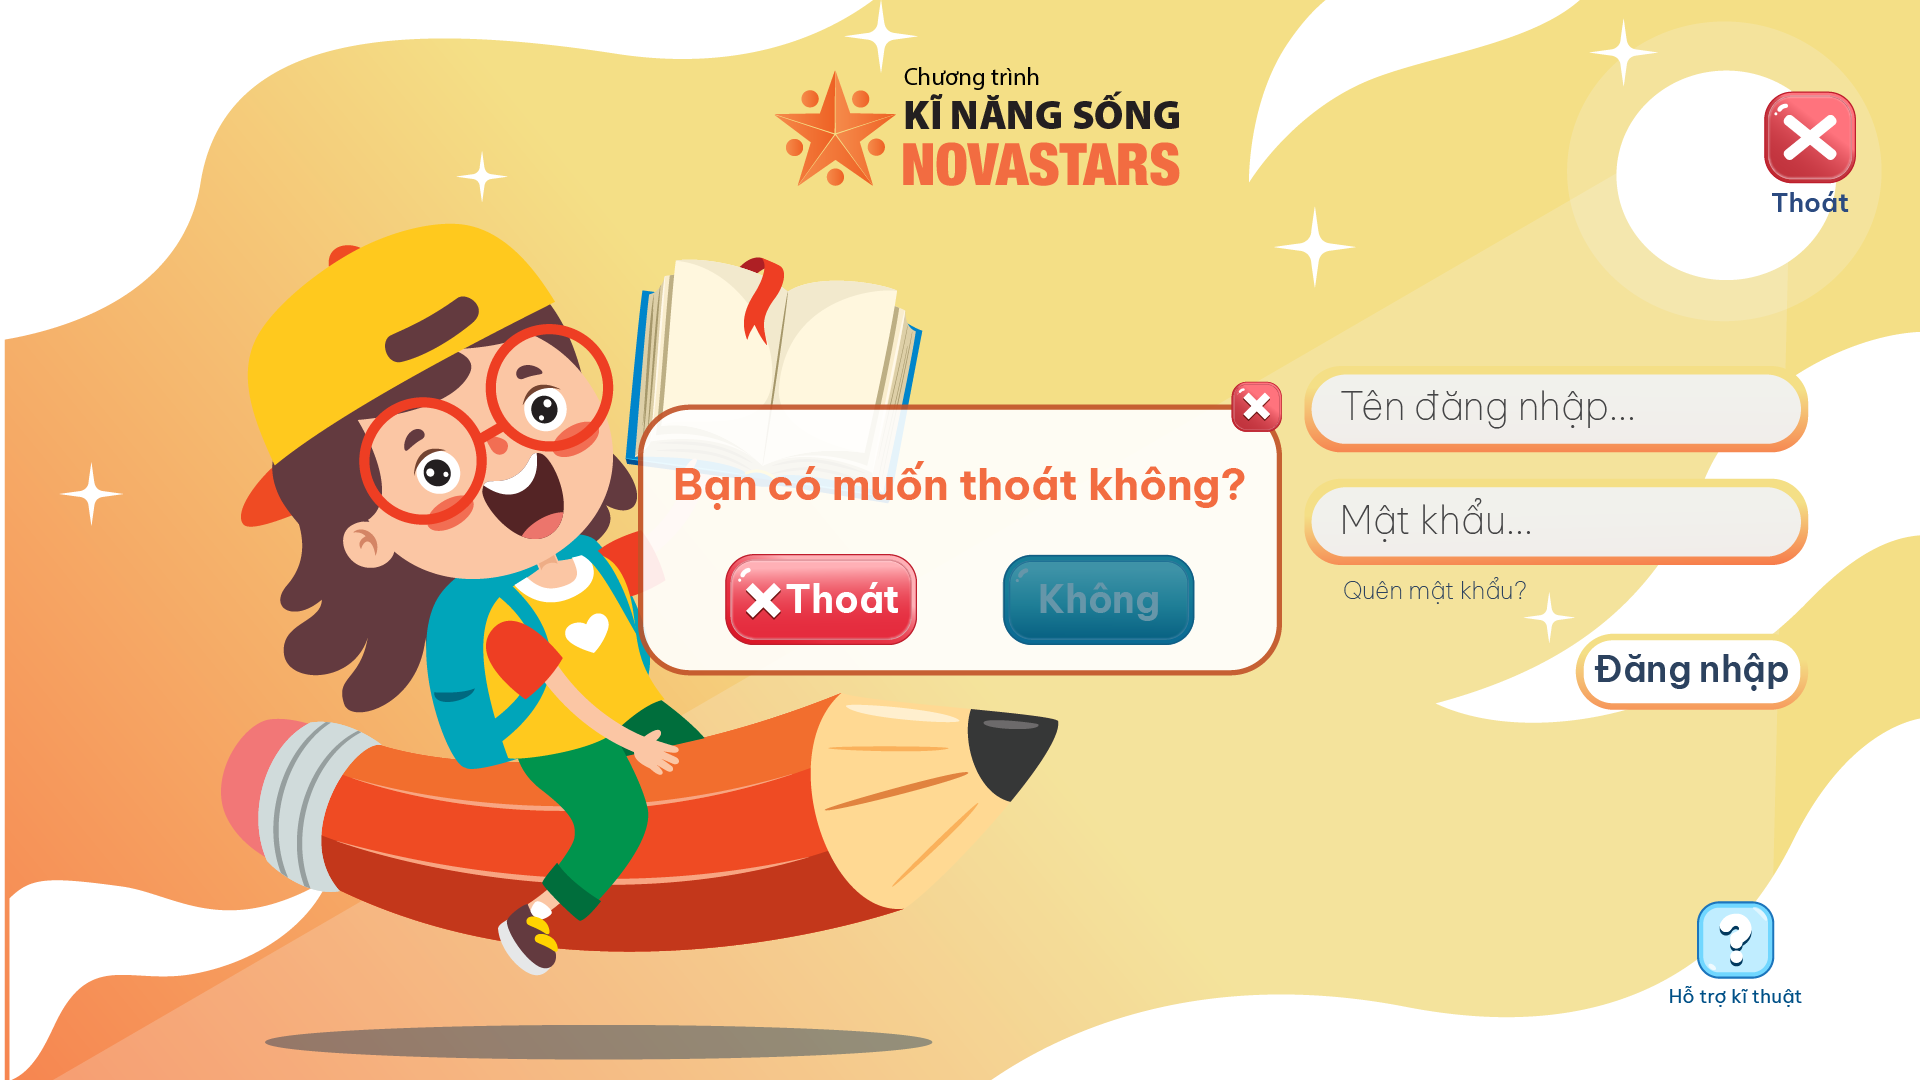 Chương trình
KĨ NĂNG SỐNG
NOVASTARS
Thoát
Tên đăng nhập...
Bạn có muốn thoát không?
Mật khẩu...
Thoát
Không
Quên mật khẩu?
Đăng nhập
Hỗ trợ kĩ thuật